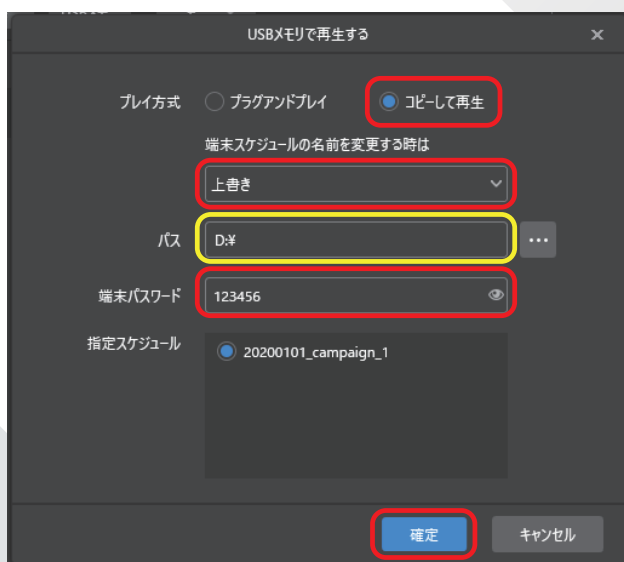 USBメモリで再生する
プレイ方式 プラグアンドプレイ コピーして再生
端末スケジュールの名前を変更する時は
上書き
パス D:¥ ...
端末パスワード 123456
指定スケジュール 20200101_campaign_1
確定 キャンセル